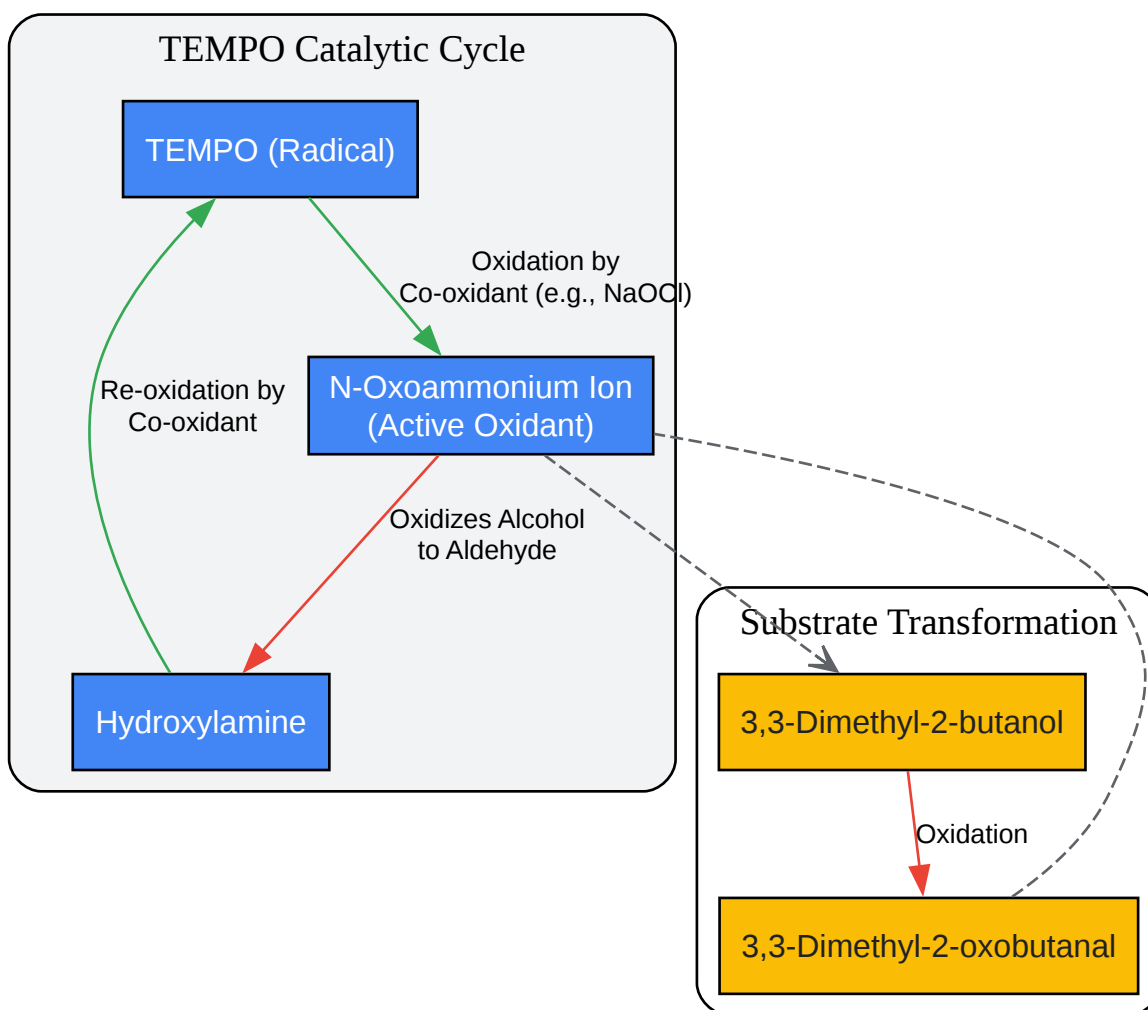 TEMPO Catalytic Cycle
TEMPO (Radical)
Oxidation by
Co-oxidant (e.g., NaOCl)
Re-oxidation by
Co-oxidant
N-Oxoammonium Ion
(Active Oxidant)
Oxidizes Alcohol
to Aldehyde
Hydroxylamine
Substrate Transformation
3,3-Dimethyl-2-butanol
Oxidation
3,3-Dimethyl-2-oxobutanal